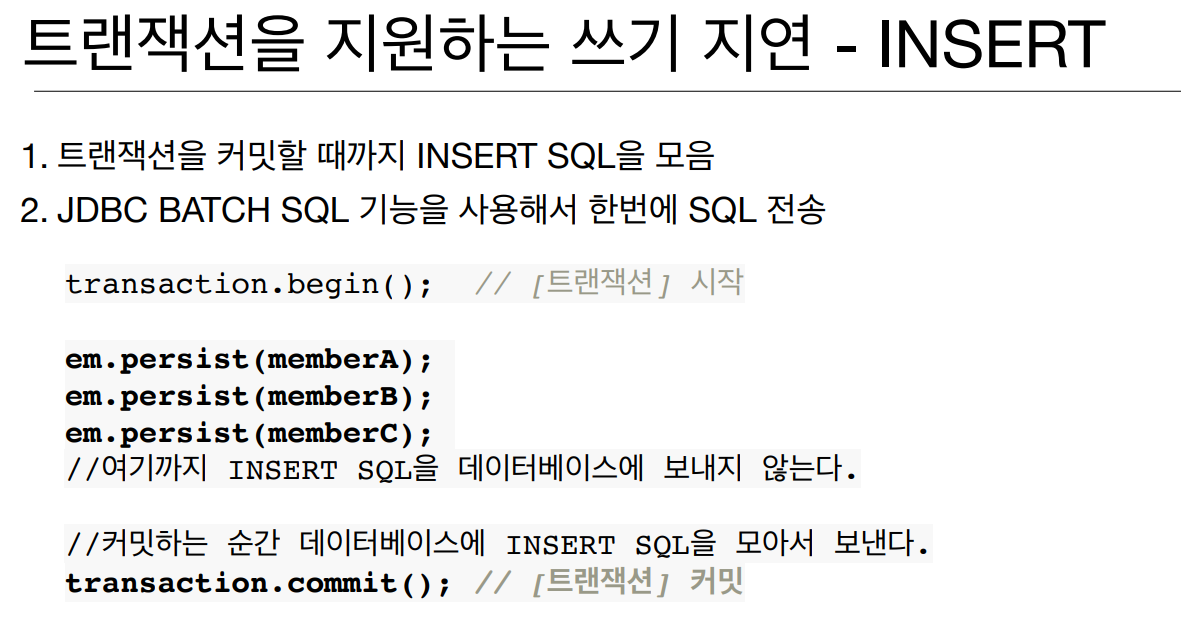 트랜잭션을 지원하는 쓰기 지연 - INSERT
1. 트랜잭션을 커밋할 때까지 INSERT SQL을 모음
2. JDBC BATCH SQL 기능을 사용해서 한번에 SQL 전송
transaction.begin(); // [트랜잭션] 시작
em.persist(memberA);
em.persist(memberB);
em.persist(memberC);
//여기까지 INSERT SQL을 데이터베이스에 보내지 않는다.
//커밋하는 순간 데이터베이스에 INSERT SQL을 모아서 보낸다.
transaction.commit(); // [트랜잭션] 커밋